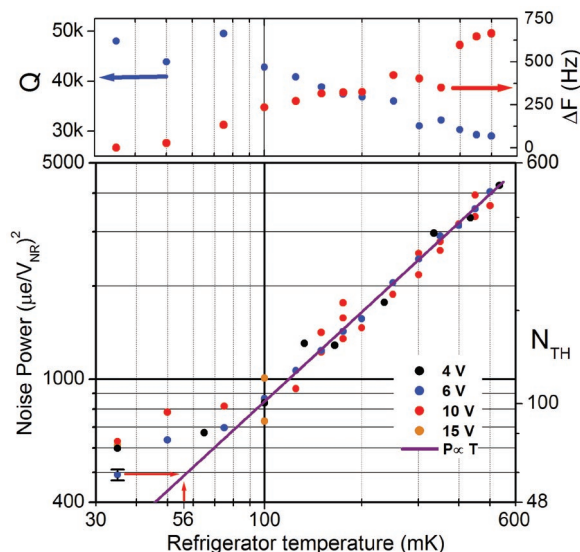 50k
40k
30k
Q
750
500
250
0
ΔF (Hz)
5000
1000
400
Noise Power (µe/V_NR)²
600
100
48
N_TH
4 V
6 V
10 V
15 V
P∝ T
30
56
100
600
Refrigerator temperature (mK)